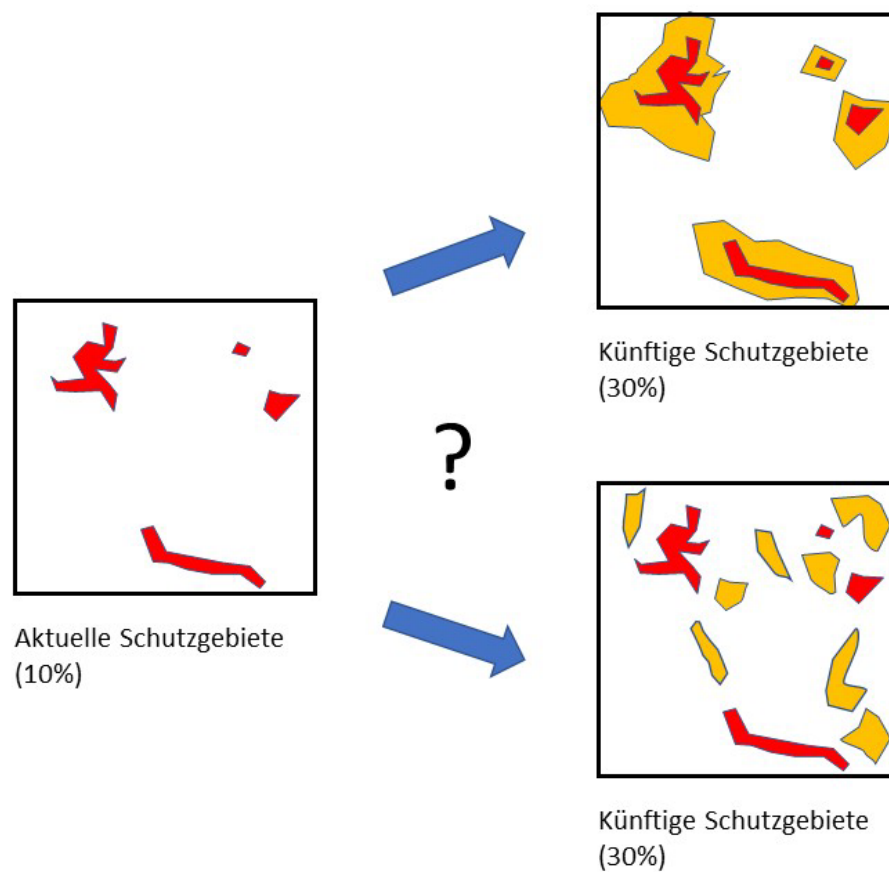 Künftige Schutzgebiete
(30%)
?
Aktuelle Schutzgebiete
(10%)
Künftige Schutzgebiete
(30%)